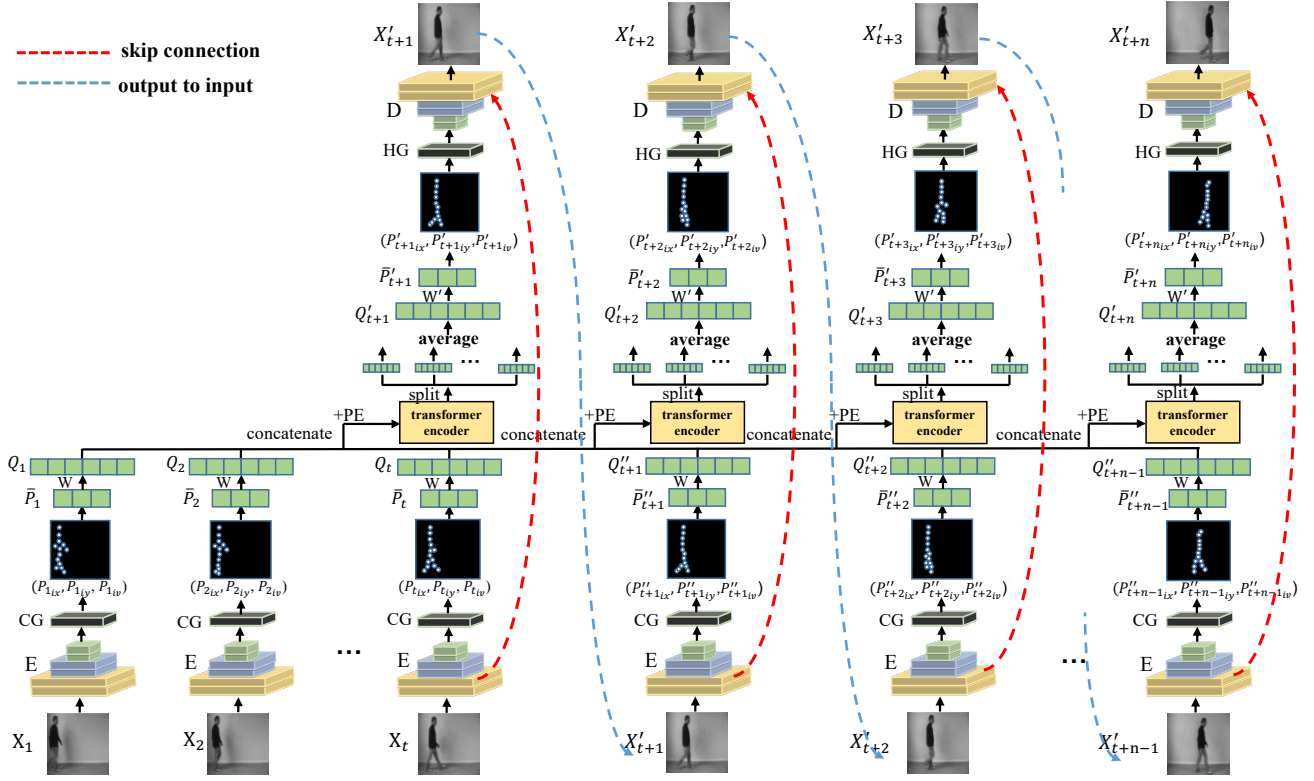 skip connection
output to input
X′_{t+1} X′_{t+2} X′_{t+3} X′_{t+n}
D D D D
HG HG HG HG
(P′_{t+1_{ix}}, P′_{t+1_{iy}}, P′_{t+1_{iv}}) (P′_{t+2_{ix}}, P′_{t+2_{iy}}, P′_{t+2_{iv}}) (P′_{t+3_{ix}}, P′_{t+3_{iy}}, P′_{t+3_{iv}}) (P′_{t+n_{ix}}, P′_{t+n_{iy}}, P′_{t+n_{iv}})
P̄′_{t+1} P̄′_{t+2} P̄′_{t+3} P̄′_{t+n}
W′ W′ W′ W′
Q′_{t+1} Q′_{t+2} Q′_{t+3} Q′_{t+n}
average average average average
... ... ... ...
split split split split
+PE transformer encoder +PE transformer encoder +PE transformer encoder +PE transformer encoder
concatenate concatenate concatenate concatenate
Q_1 Q_2 Q_t Q″_{t+1} Q″_{t+2} Q″_{t+n−1}
W W W W W W
P̄_1 P̄_2 P̄_t P̄″_{t+1} P̄″_{t+2} P̄″_{t+n−1}
(P_{1_{ix}}, P_{1_{iy}}, P_{1_{iv}}) (P_{2_{ix}}, P_{2_{iy}}, P_{2_{iv}}) (P_{t_{ix}}, P_{t_{iy}}, P_{t_{iv}}) (P″_{t+1_{ix}}, P″_{t+1_{iy}}, P″_{t+1_{iv}}) (P″_{t+2_{ix}}, P″_{t+2_{iy}}, P″_{t+2_{iv}}) (P″_{t+n−1_{ix}}, P″_{t+n−1_{iy}}, P″_{t+n−1_{iv}})
CG CG CG CG CG CG
E E ... E E E ... E
X_1 X_2 X_t X′_{t+1} X′_{t+2} X′_{t+n−1}